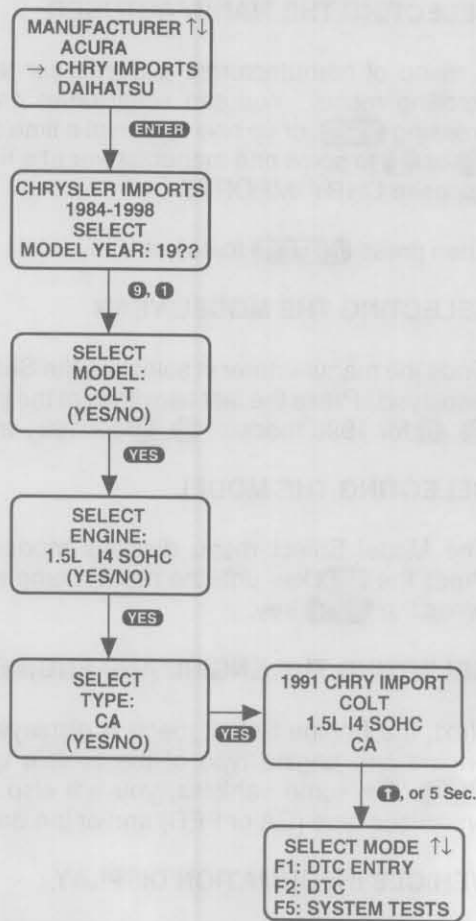 MANUFACTURER ↑↓
ACURA
→ CHRY IMPORTS
DAIHATSU
ENTER
CHRYSLER IMPORTS
1984-1998
SELECT
MODEL YEAR: 19??
9, 1
SELECT
MODEL:
COLT
(YES/NO)
YES
SELECT
ENGINE:
1.5L I4 SOHC
(YES/NO)
YES
SELECT
TYPE:
CA
(YES/NO)
YES
1991 CHRY IMPORT
COLT
1.5L I4 SOHC
CA
⬆, or 5 Sec.
SELECT MODE ↑↓
F1: DTC ENTRY
F2: DTC
F5: SYSTEM TESTS